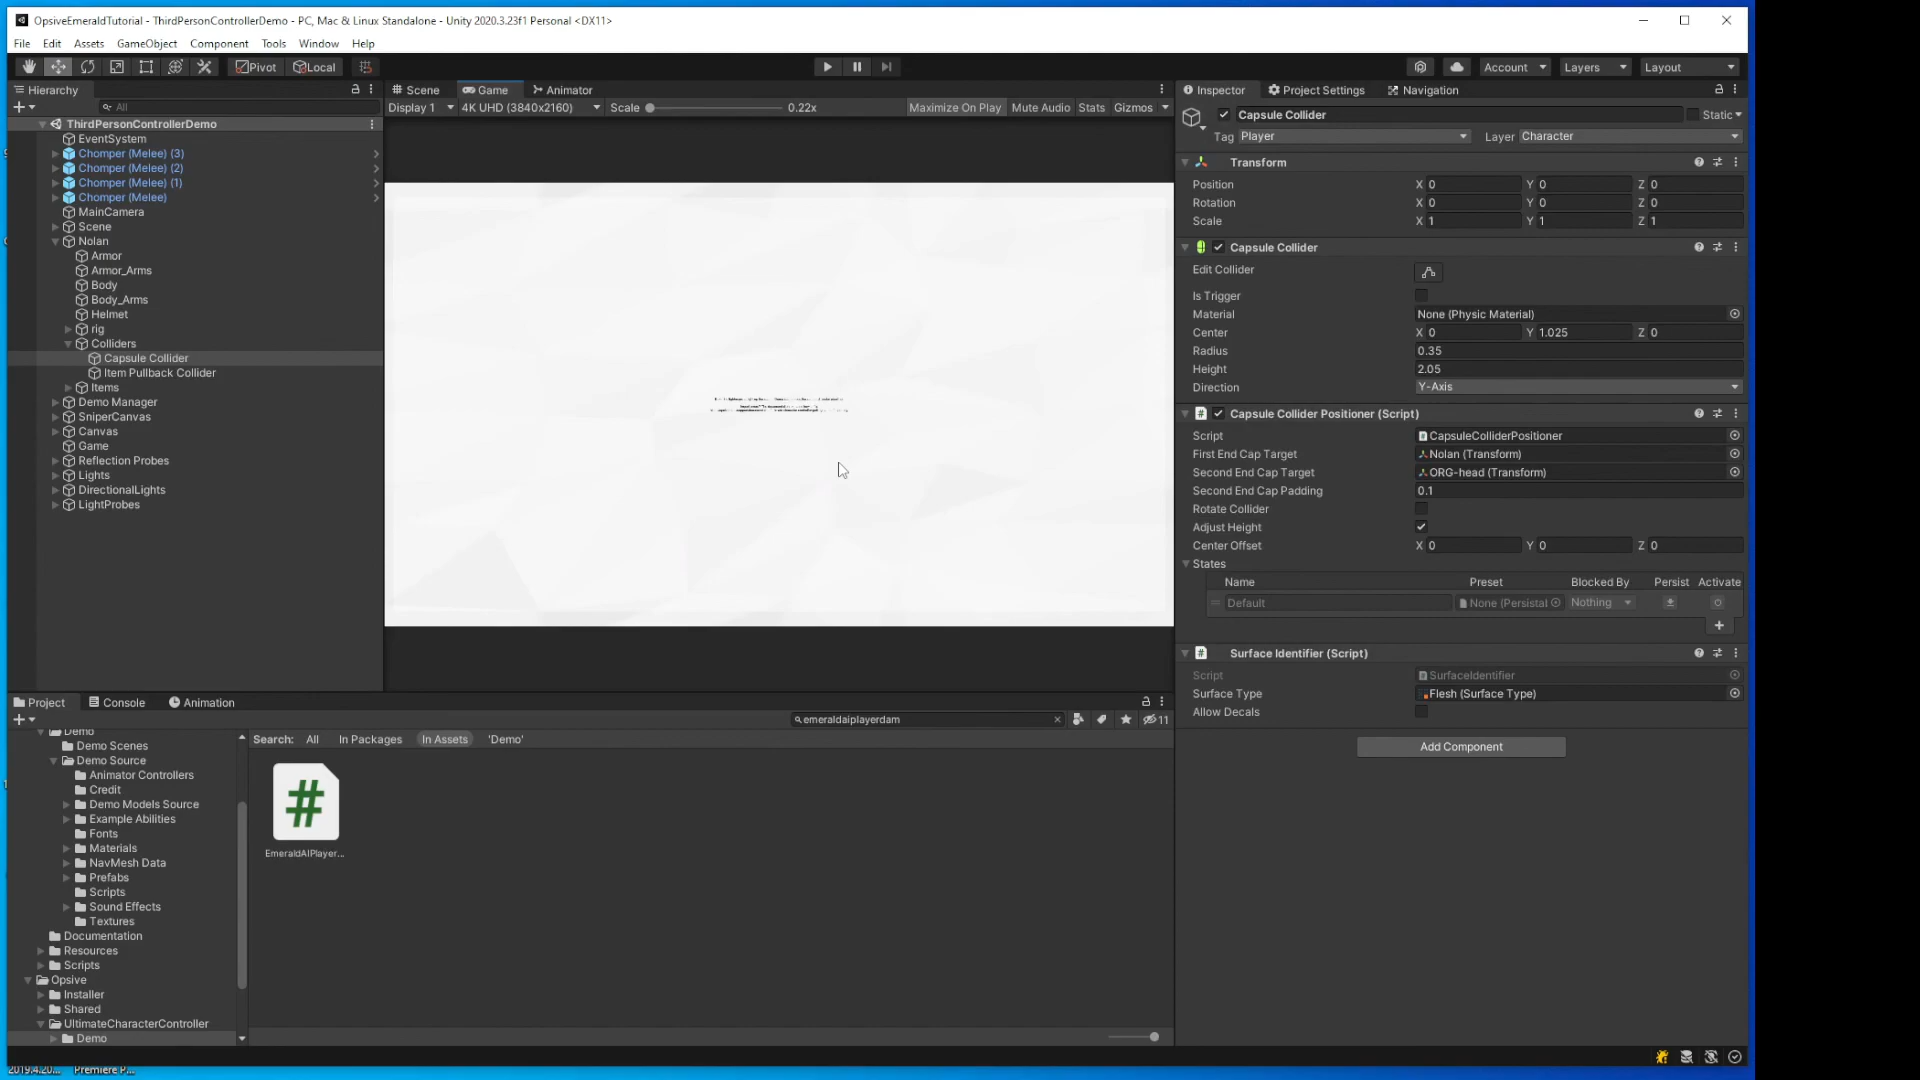 OpsiveEmeraldTutorial - ThirdPersonControllerDemo - PC, Mac & Linux Standalone - Unity 2020.3.23f1 Personal <DX11>
File Edit Assets GameObject Component Tools Window Help
Pivot Local Account Layers Layout
Hierarchy
All
ThirdPersonControllerDemo
EventSystem
Chomper (Melee) (3)
Chomper (Melee) (2)
Chomper (Melee) (1)
Chomper (Melee)
MainCamera
Scene
Nolan
Armor
Armor_Arms
Body
Body_Arms
Helmet
rig
Colliders
Capsule Collider
Item Pullback Collider
Items
Demo Manager
SniperCanvas
Canvas
Game
Reflection Probes
Lights
DirectionalLights
LightProbes
Scene Game Animator
Display 1 4K UHD (3840x2160) Scale 0.22x Maximize On Play Mute Audio Stats Gizmos
Inspector Project Settings Navigation
Capsule Collider Static
Tag Player Layer Character
Transform
Position X 0 Y 0 Z 0
Rotation X 0 Y 0 Z 0
Scale X 1 Y 1 Z 1
Capsule Collider
Edit Collider
Is Trigger
Material None (Physic Material)
Center X 0 Y 1.025 Z 0
Radius 0.35
Height 2.05
Direction Y-Axis
Capsule Collider Positioner (Script)
Script CapsuleColliderPositioner
First End Cap Target Nolan (Transform)
Second End Cap Target ORG-head (Transform)
Second End Cap Padding 0.1
Rotate Collider
Adjust Height
Center Offset X 0 Y 0 Z 0
States
Name Preset Blocked By Persist Activate
Default None (Persistal Nothing
Surface Identifier (Script)
Script SurfaceIdentifier
Surface Type Flesh (Surface Type)
Allow Decals
Add Component
Project Console Animation
emeraldaiplayerdam 11
Search: All In Packages In Assets 'Demo'
EmeraldAIPlayer...
Demo
Demo Scenes
Demo Source
Animator Controllers
Credit
Demo Models Source
Example Abilities
Fonts
Materials
NavMesh Data
Prefabs
Scripts
Sound Effects
Textures
Documentation
Resources
Scripts
Opsive
Installer
Shared
UltimateCharacterController
Demo
2019.4.20... Premiere P...